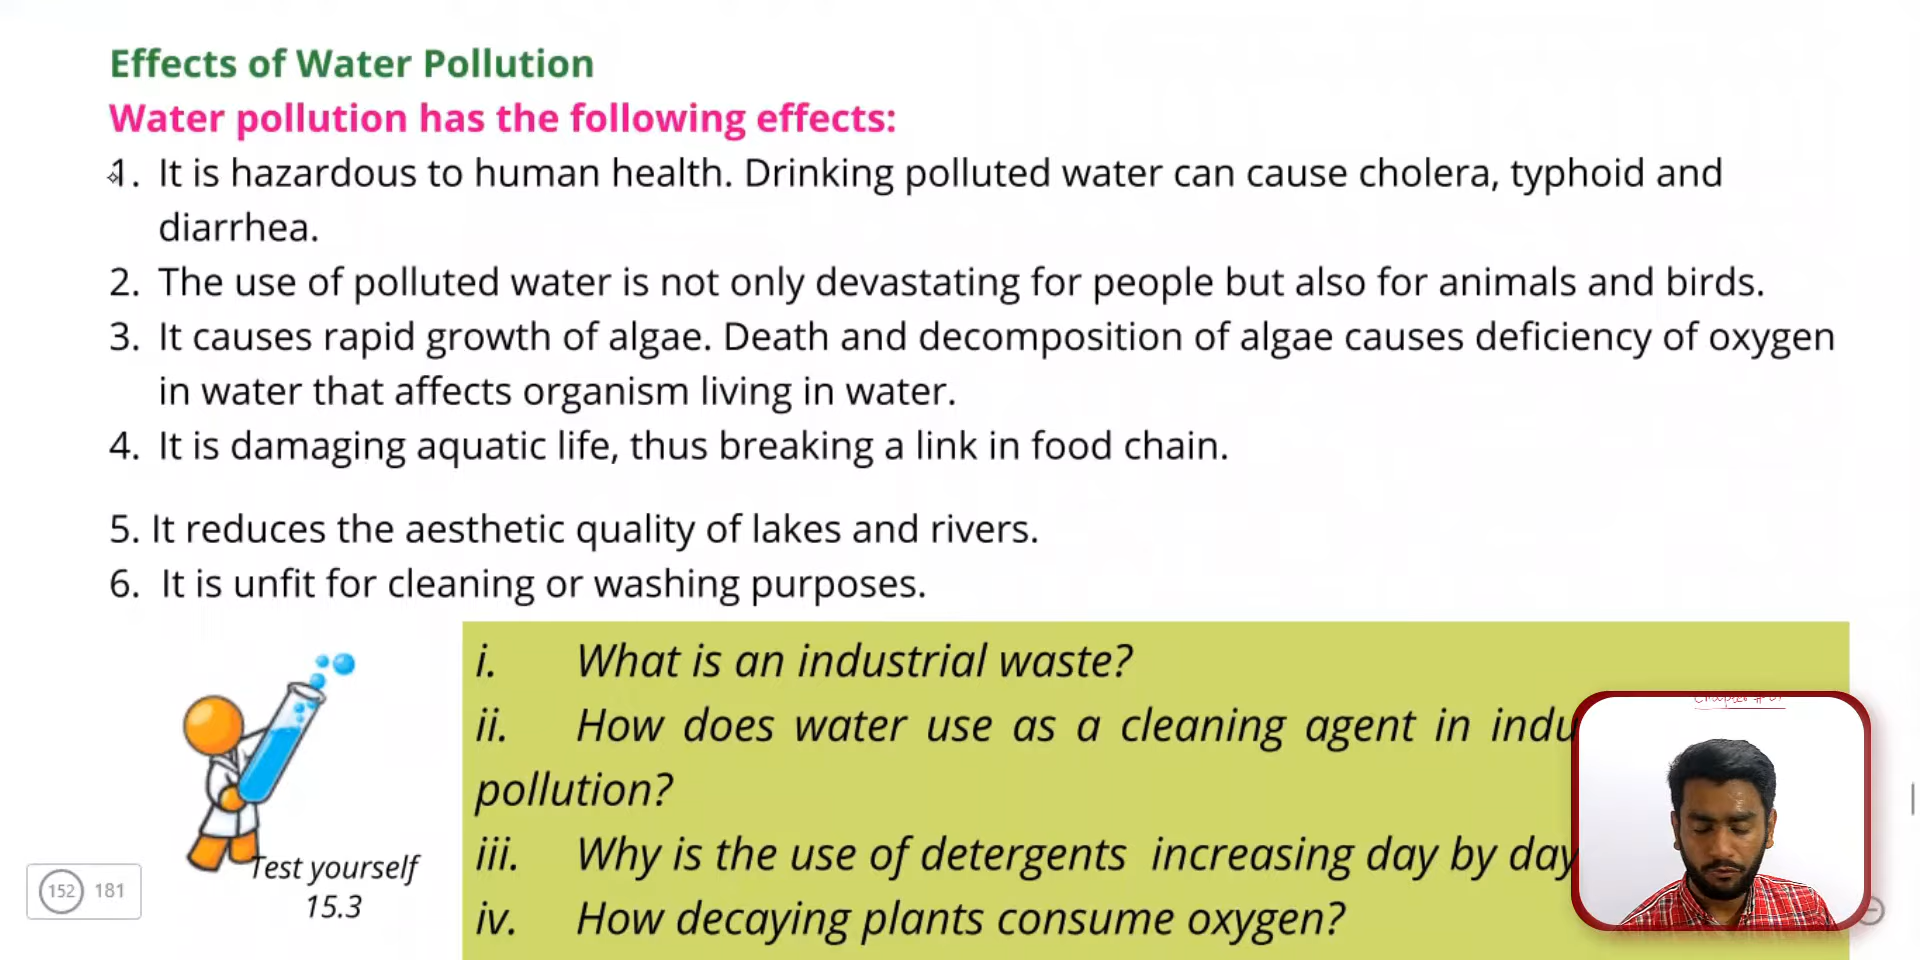 Effects of Water Pollution
Water pollution has the following effects:
1. It is hazardous to human health. Drinking polluted water can cause cholera, typhoid and
diarrhea.
2. The use of polluted water is not only devastating for people but also for animals and birds.
3. It causes rapid growth of algae. Death and decomposition of algae causes deficiency of oxygen
in water that affects organism living in water.
4. It is damaging aquatic life, thus breaking a link in food chain.
5. It reduces the aesthetic quality of lakes and rivers.
6. It is unfit for cleaning or washing purposes.
i. What is an industrial waste?
ii. How does water use as a cleaning agent in indu
pollution?
iii. Why is the use of detergents increasing day by day
iv. How decaying plants consume oxygen?
Test yourself
15.3
152 181